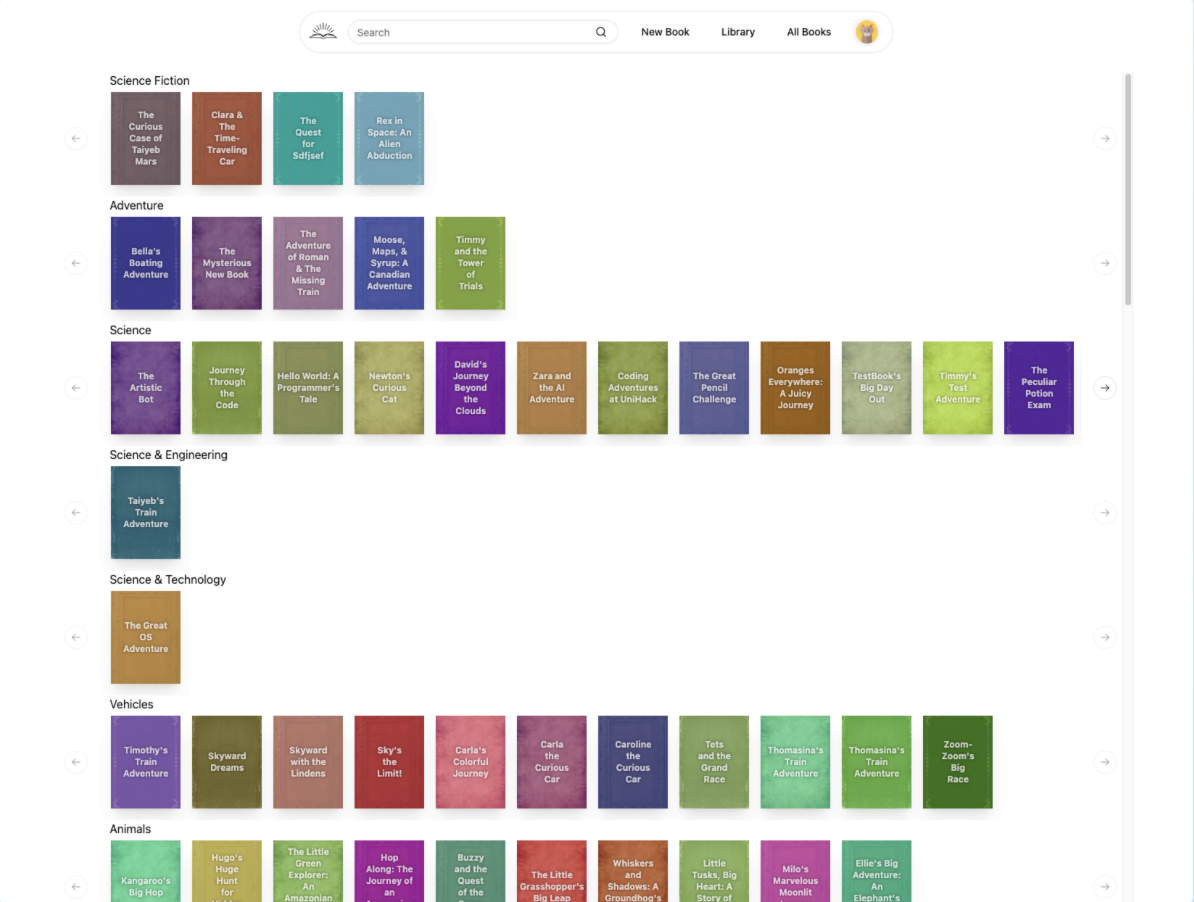 Search
New Book
Library
All Books
Science Fiction
The
Curious
Case of
Taiyeb
Mars
Clara &
The
Time-
Traveling
Car
The
Quest
for
Sdfjsef
Rex in
Space: An
Alien
Abduction
Adventure
Bella's
Boating
Adventure
The
Mysterious
New Book
The
Adventure
of Roman
& The
Missing
Train
Moose,
Maps, &
Syrup: A
Canadian
Adventure
Timmy
and the
Tower
of
Trials
Science
The
Artistic
Bot
Journey
Through
the
Code
Hello World: A
Programmer's
Tale
Newton's
Curious
Cat
David's
Journey
Beyond
the
Clouds
Zara and
the AI
Adventure
Coding
Adventures
at UniHack
The Great
Pencil
Challenge
Oranges
Everywhere:
A Juicy
Journey
TestBook's
Big Day
Out
Timmy's
Test
Adventure
The
Peculiar
Potion
Exam
Science & Engineering
Taiyeb's
Train
Adventure
Science & Technology
The Great
OS
Adventure
Vehicles
Timothy's
Train
Adventure
Skyward
Dreams
Skyward
with the
Lindens
Sky's
the
Limit!
Carla's
Colorful
Journey
Carla
the
Curious
Car
Caroline
the
Curious
Car
Tets
and the
Grand
Race
Thomasina's
Train
Adventure
Thomasina's
Train
Adventure
Zoom-
Zoom's
Big
Race
Animals
Kangaroo's
Big Hop
Hugo's
Huge
Hunt
for
The Little
Green
Explorer:
An
Amazonian
Hop
Along: The
Journey of
an
Buzzy
and the
Quest
of the
The Little
Grasshopper's
Big Leap
Whiskers
and
Shadows: A
Groundhog's
Little
Tusks, Big
Heart: A
Story of
Milo's
Marvelous
Moonlit
Ellie's Big
Adventure:
An
Elephant's